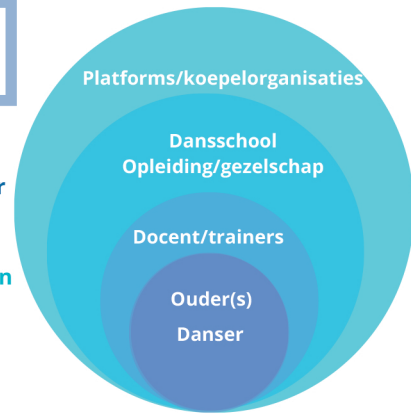 Platforms/koepelorganisaties
Dansschool
Opleiding/gezelschap
r
Docent/trainers
n
Ouder(s)
Danser